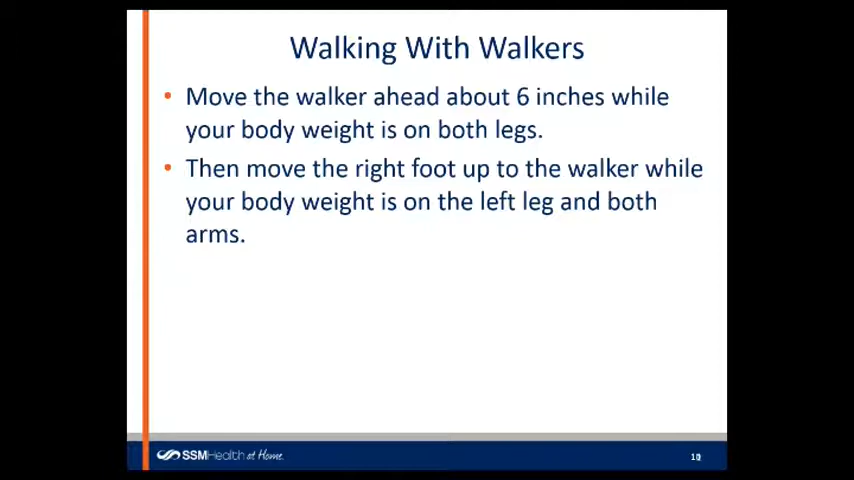 Walking With Walkers
• Move the walker ahead about 6 inches while
your body weight is on both legs.
• Then move the right foot up to the walker while
your body weight is on the left leg and both
arms.
SSMHealth at Home.